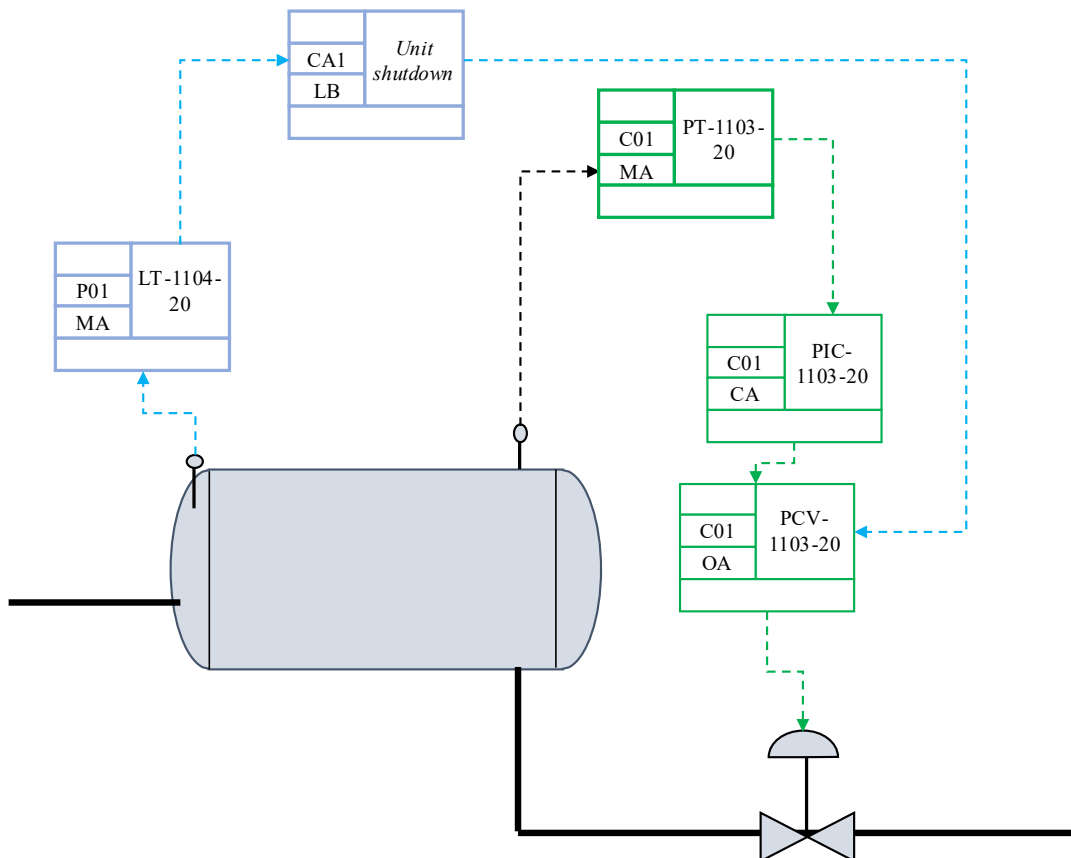 CA1
LB
Unit
shutdown
C01
MA
PT-1103-
20
P01
MA
LT-1104-
20
C01
CA
PIC-
1103-20
C01
OA
PCV-
1103-20